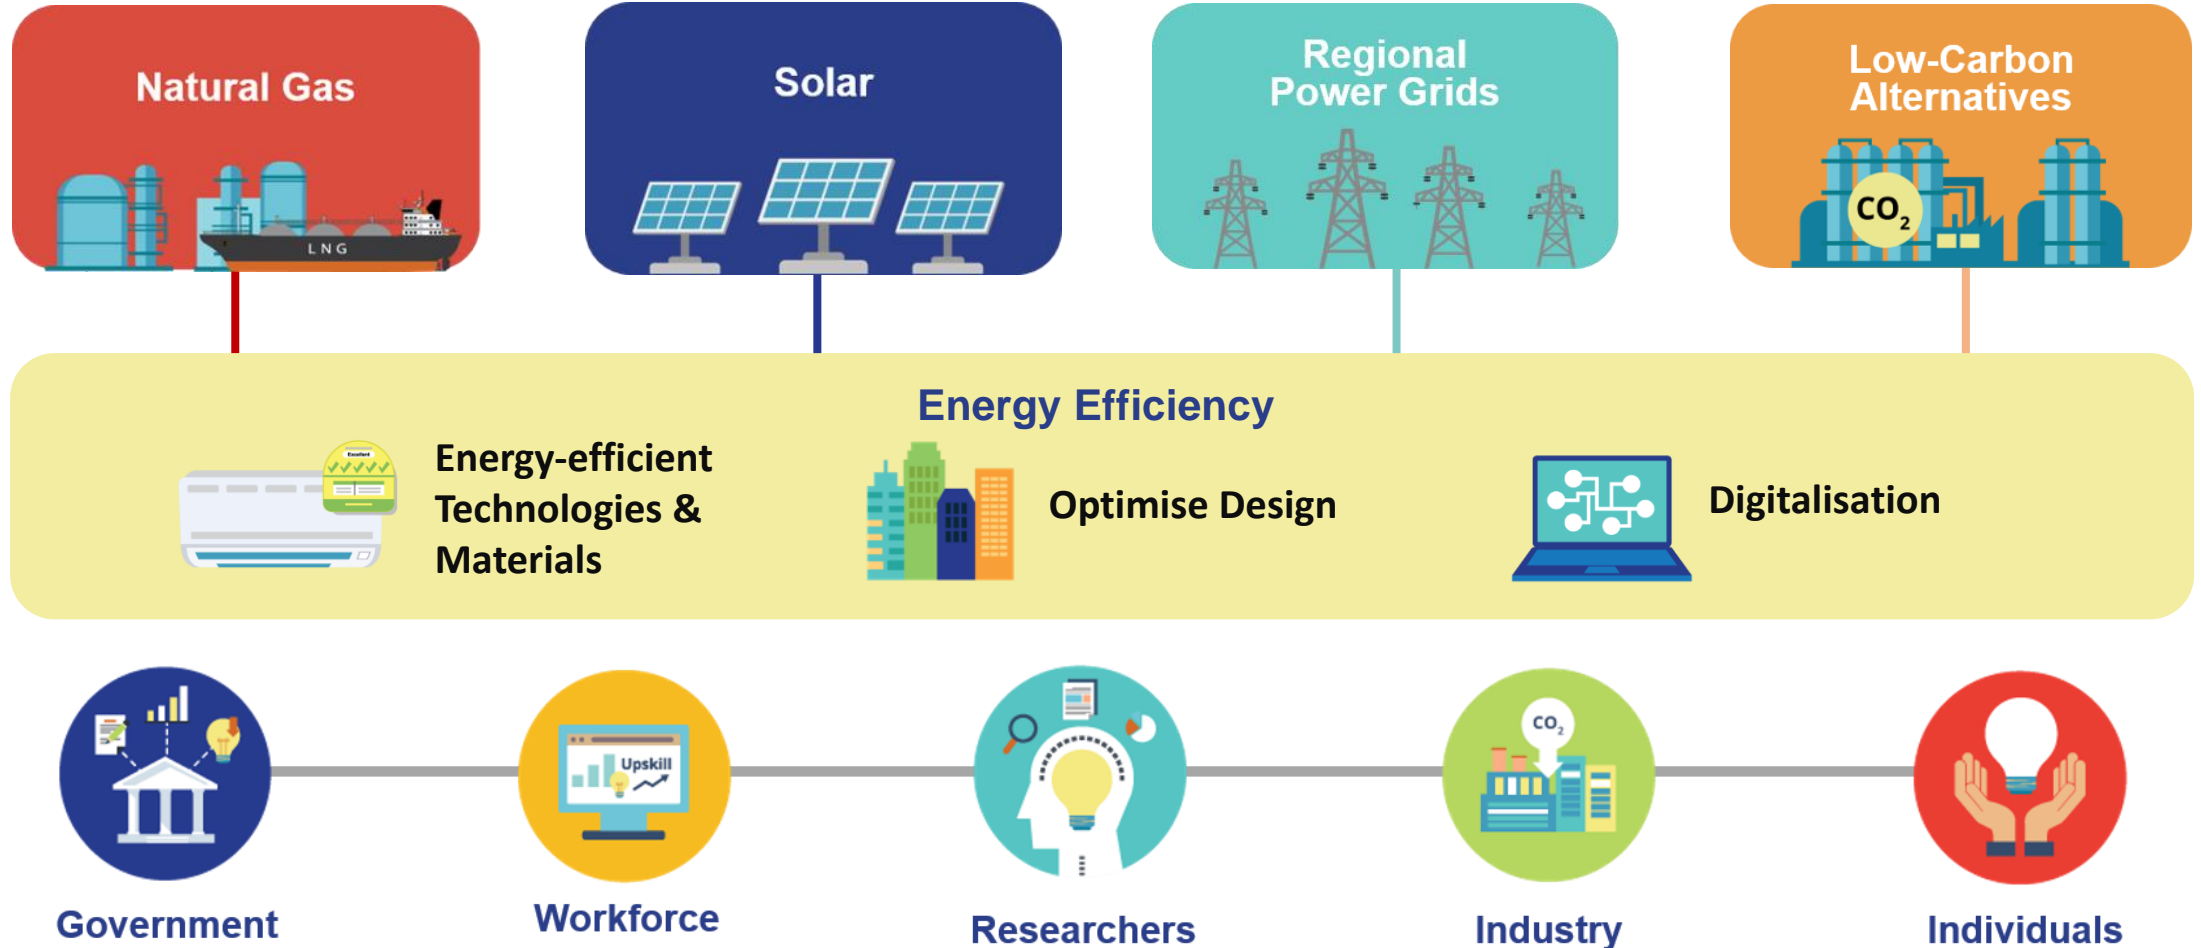 Natural Gas
LNG
Solar
Regional
Power Grids
Low-Carbon
Alternatives
CO₂
Energy Efficiency
Excellent
Energy-efficient
Technologies &
Materials
Optimise Design
Digitalisation
Upskill
CO₂
Government
Workforce
Researchers
Industry
Individuals